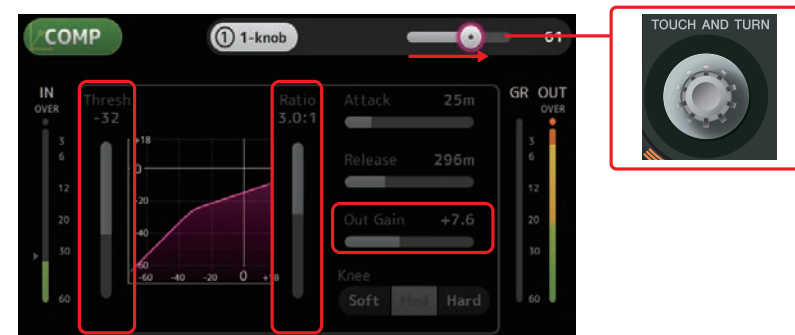 COMP
① 1-knob
61
TOUCH AND TURN
IN
OVER
3
6
12
20
30
60
Thresh
-32
+18
0
-20
-40
-60
-60 -40 -20 0 +18
Ratio
3.0:1
Attack 25m
Release 296m
Out Gain +7.6
Knee
Soft Med Hard
GR OUT
OVER
3
6
12
20
30
60